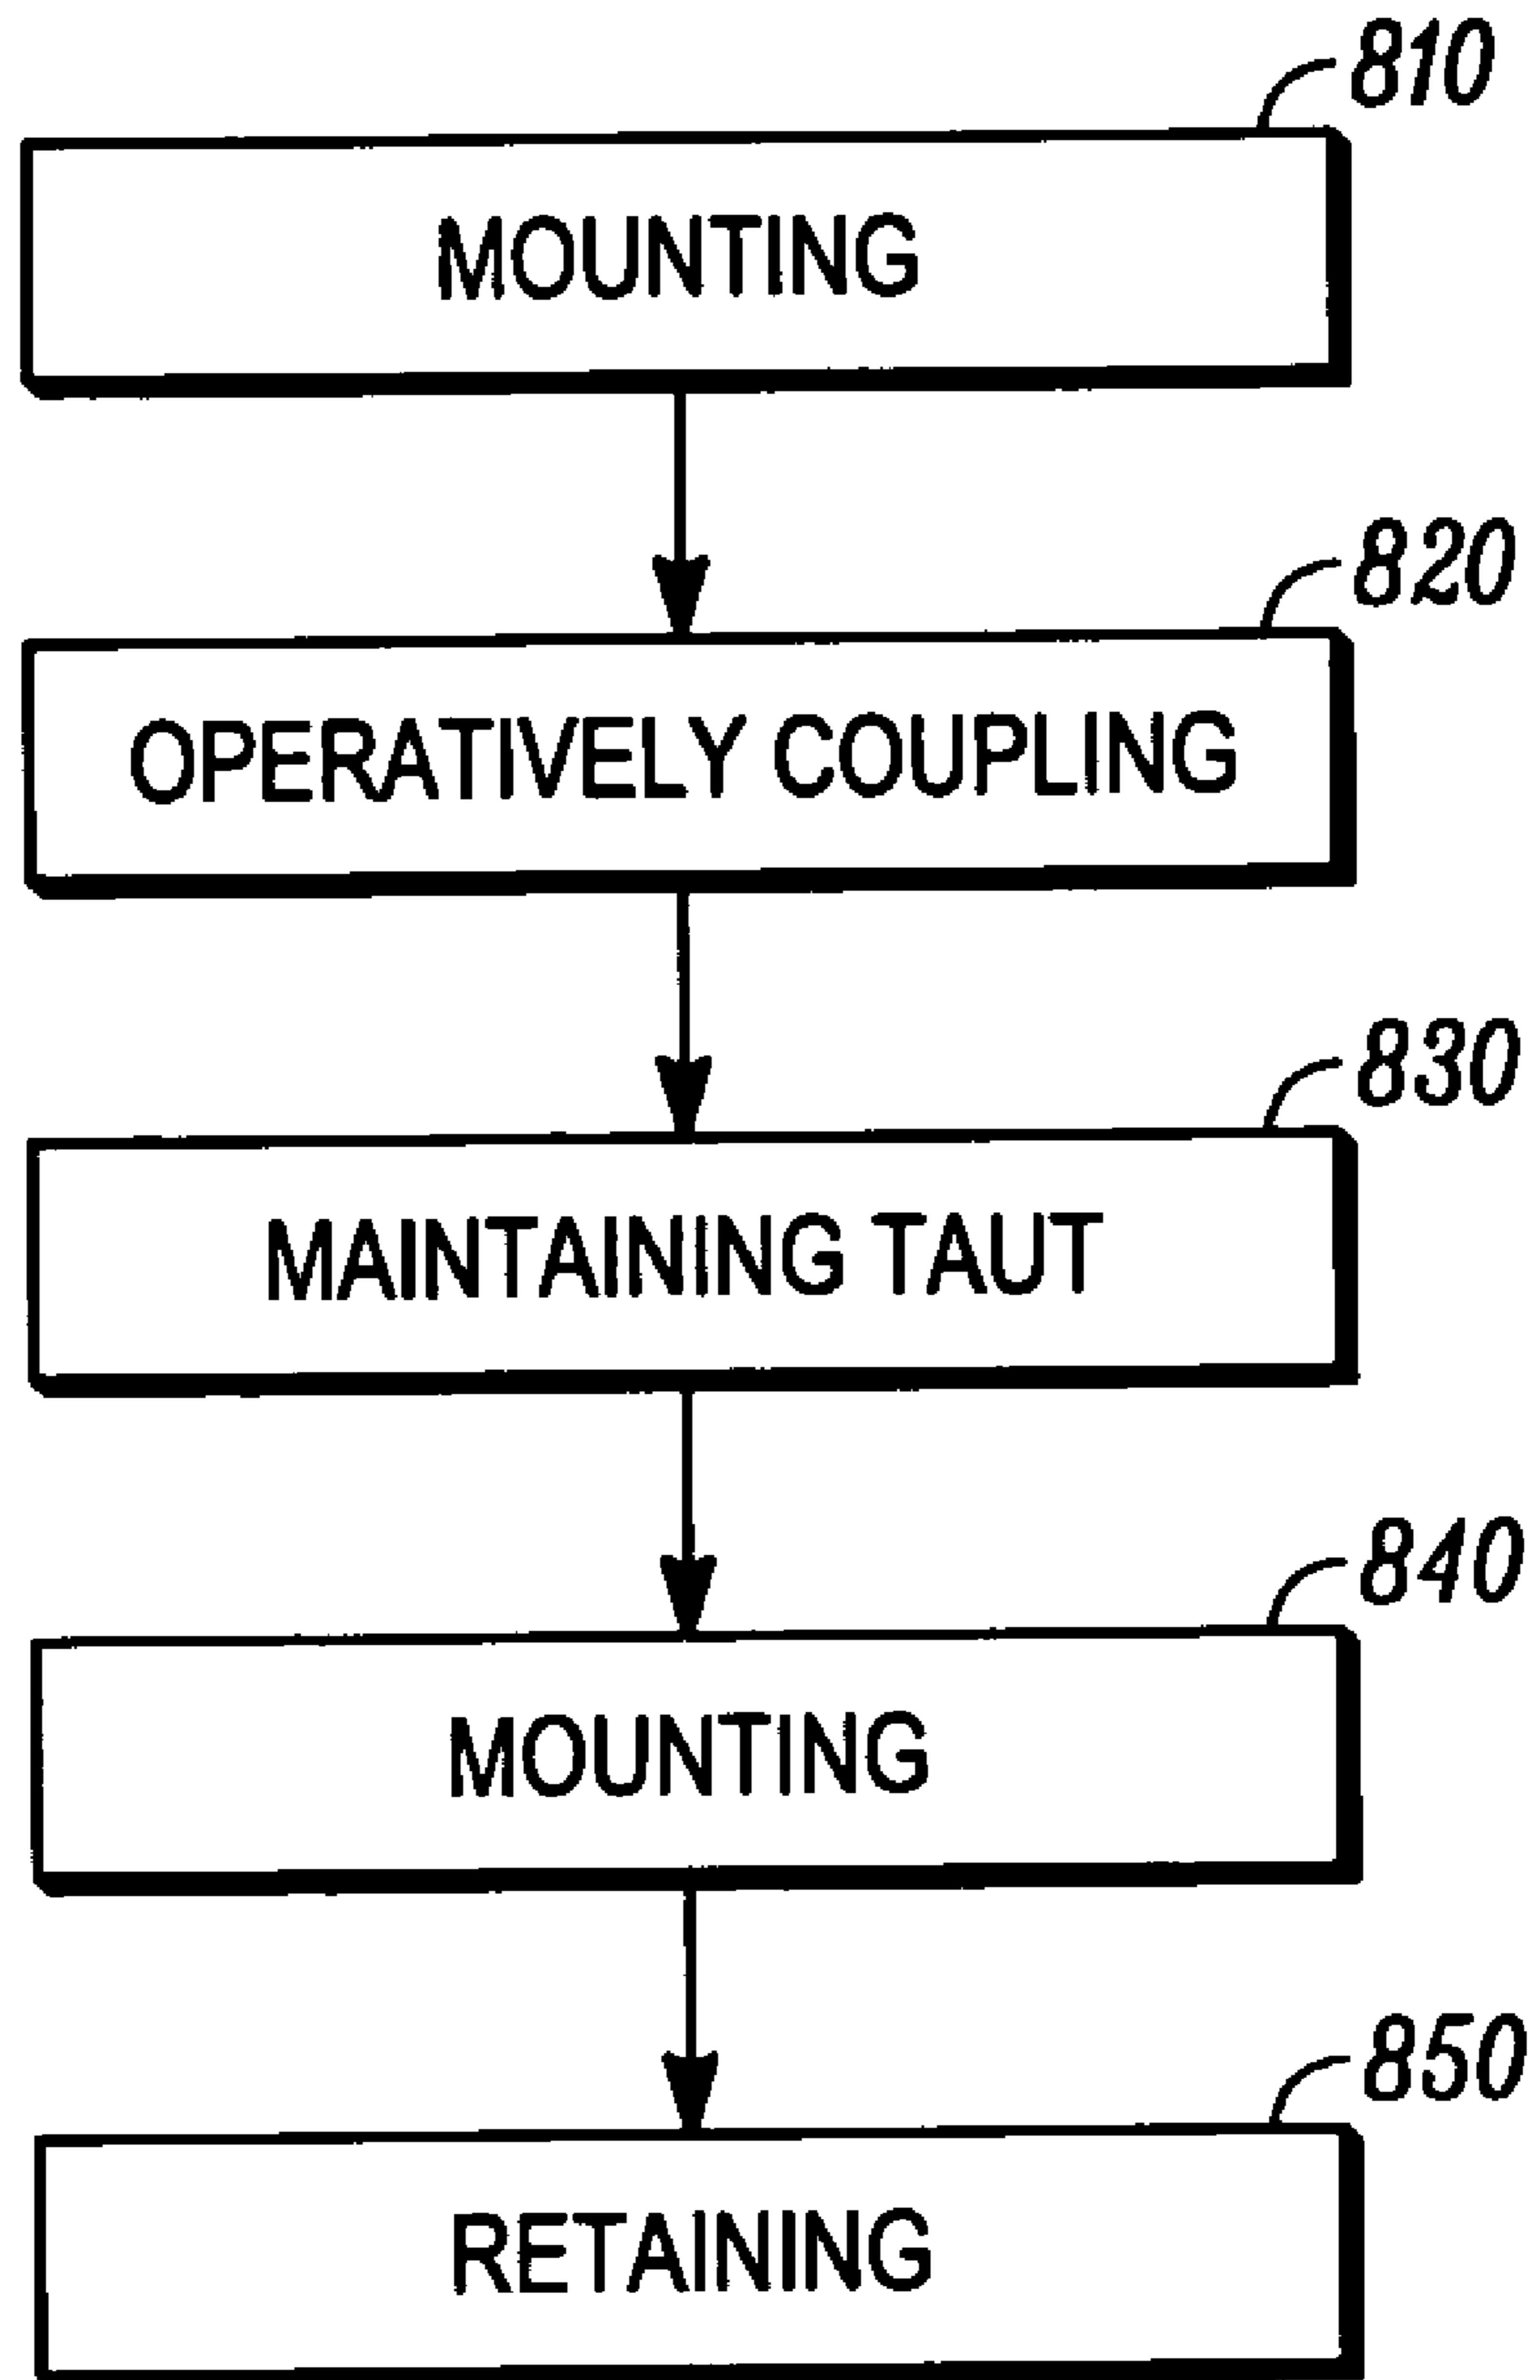 810
MOUNTING
820
OPERATIVELY COUPLING
830
MAINTAINING TAUT
840
MOUNTING
850
RETAINING